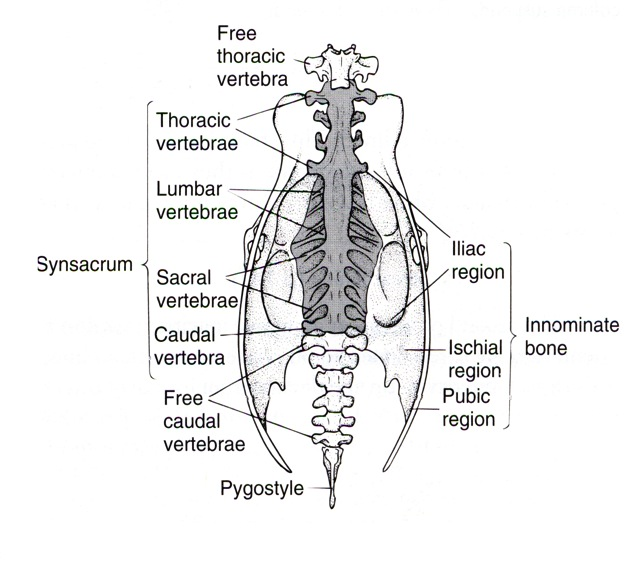 Free
thoracic
vertebra
Thoracic
vertebrae
Lumbar
vertebrae
Synsacrum
Sacral
vertebrae
Caudal
vertebra
Free
caudal
vertebrae
Pygostyle
Iliac
region
Innominate
bone
Ischial
region
Pubic
region